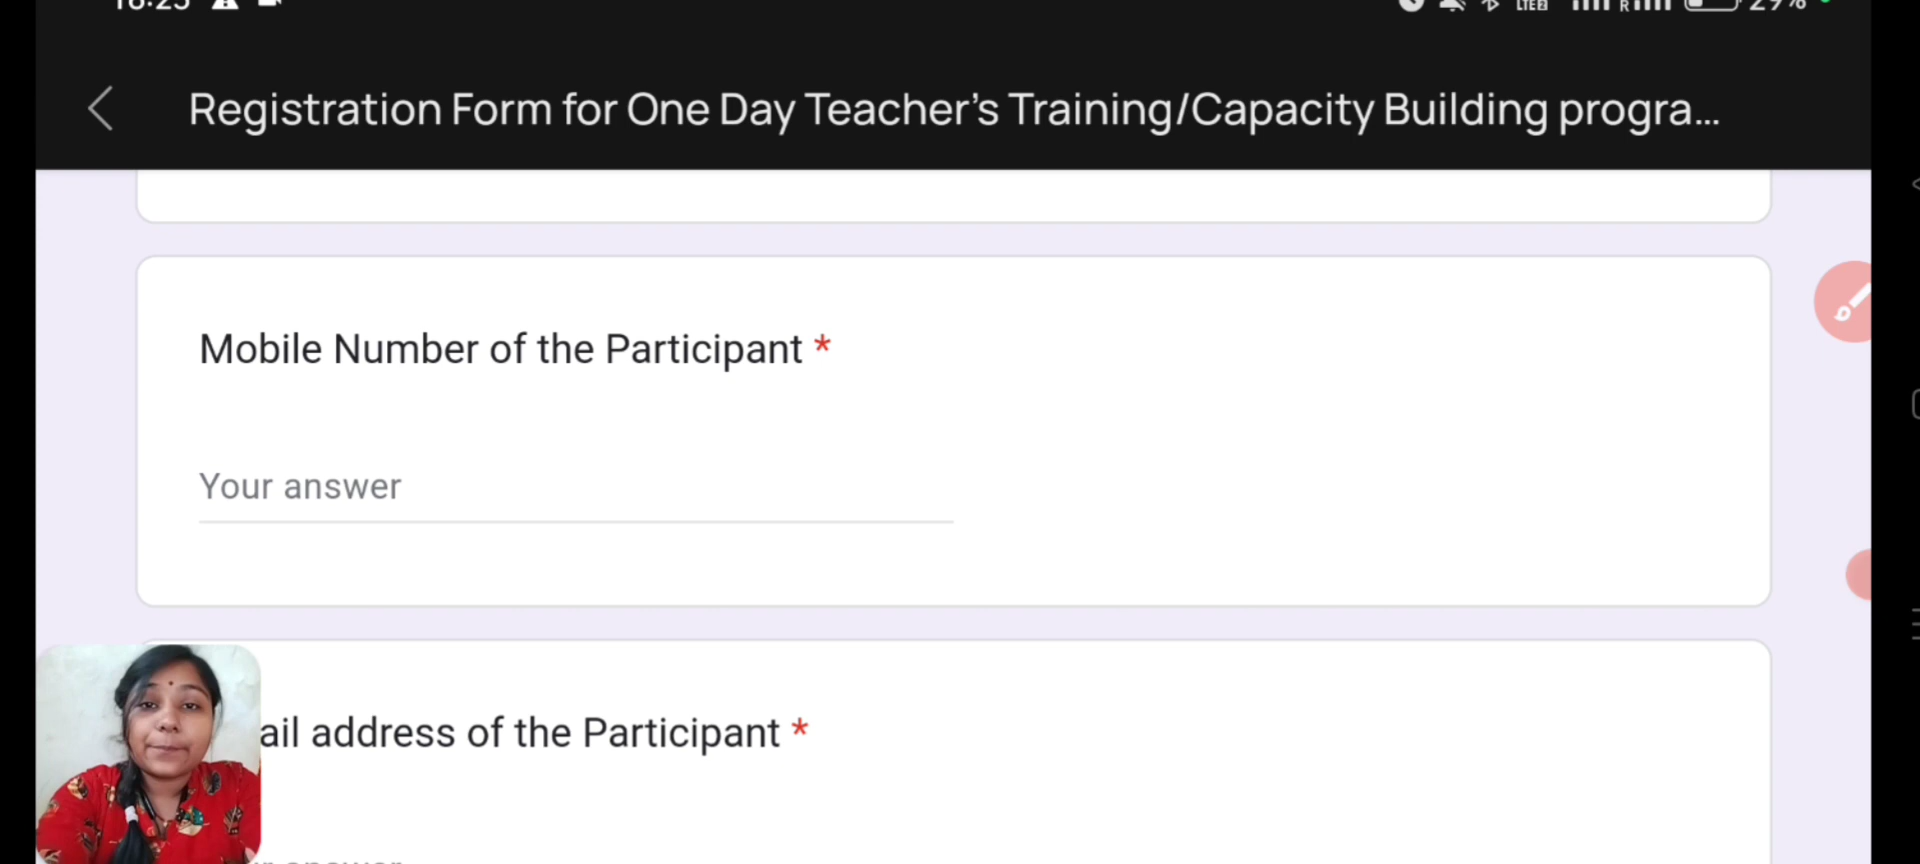 Registration Form for One Day Teacher's Training/Capacity Building progra...
Mobile Number of the Participant *
Your answer
ail address of the Participant *